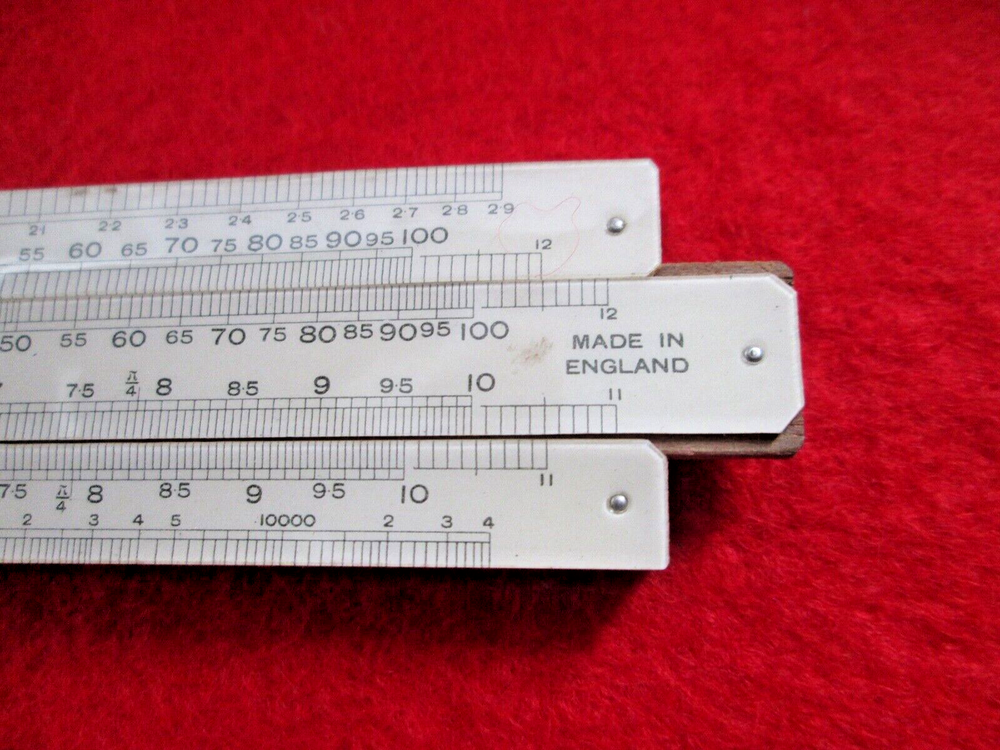 2·1 2·2 2·3 2·4 2·5 2·6 2·7 2·8 2·9
55 60 65 70 75 80 85 90 95 100 12
50 55 60 65 70 75 80 85 90 95 100 12
MADE IN
ENGLAND
7·5 π/4 8 8·5 9 9·5 10 11
7·5 π/4 8 8·5 9 9·5 10 11
2 3 4 5 10000 2 3 4